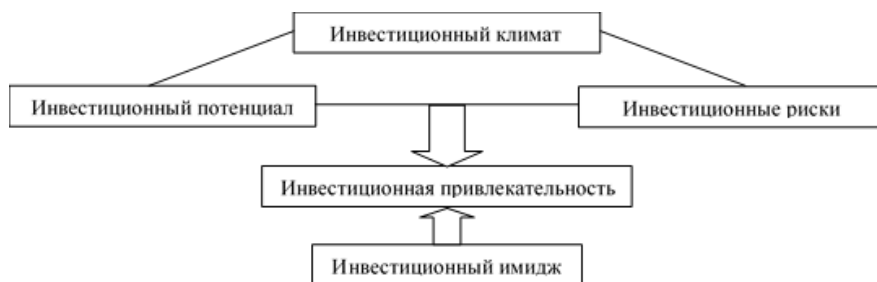 Инвестиционный климат
Инвестиционный потенциал
Инвестиционные риски
Инвестиционная привлекательность
Инвестиционный имидж